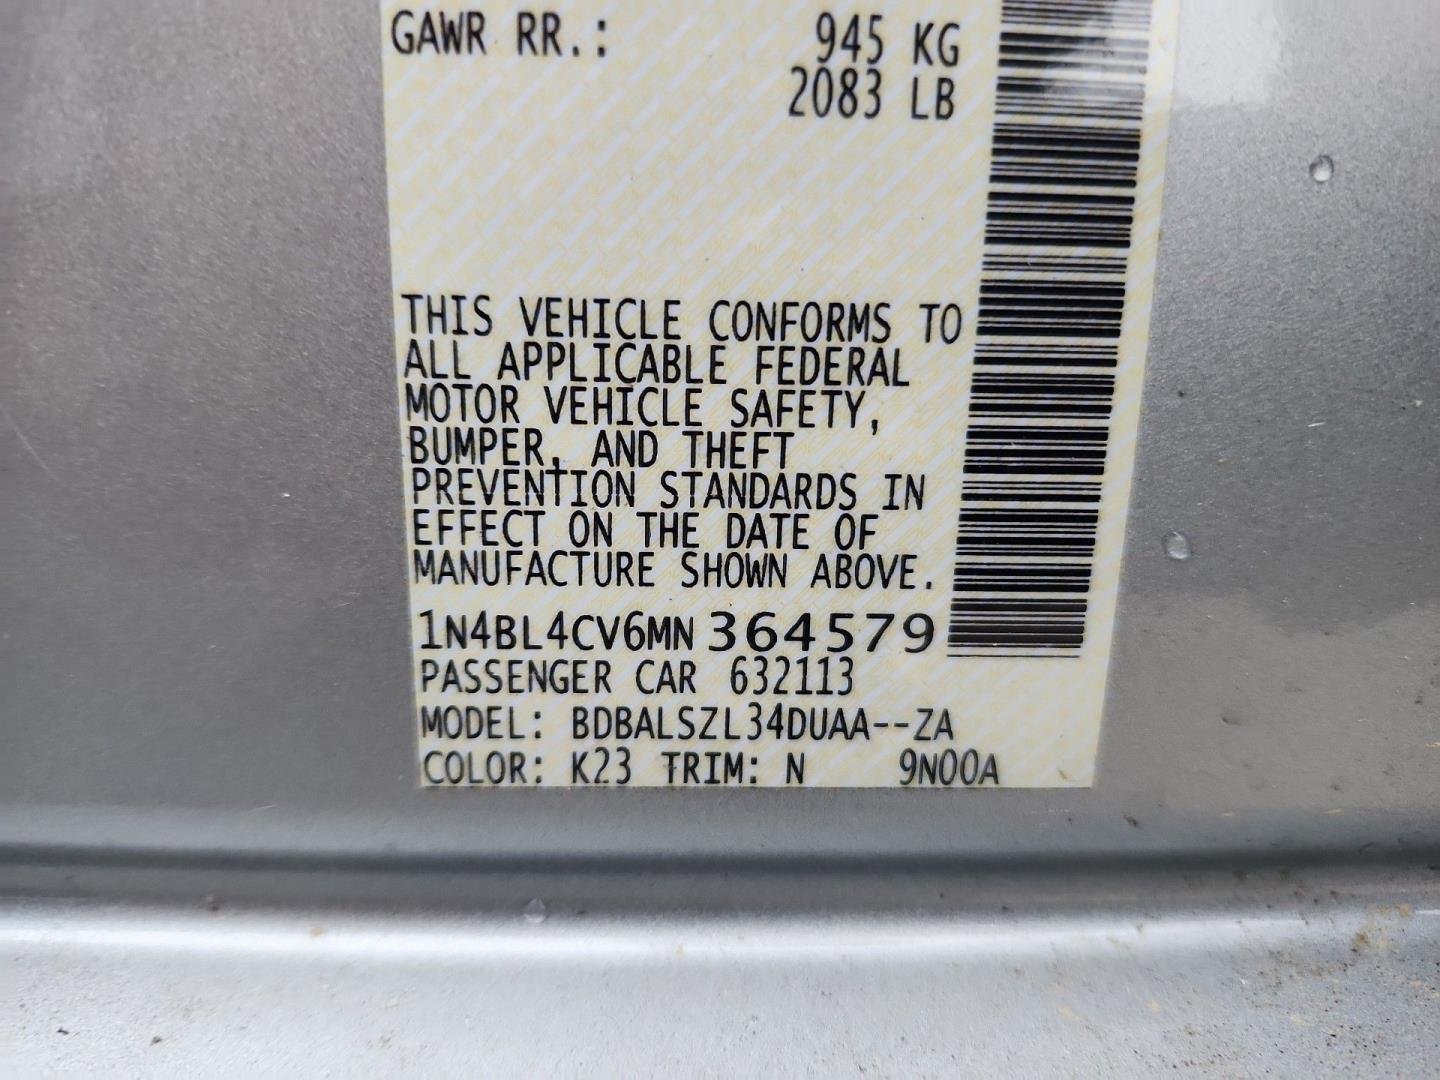 GAWR RR.: 945 KG
2083 LB
THIS VEHICLE CONFORMS TO
ALL APPLICABLE FEDERAL
MOTOR VEHICLE SAFETY,
BUMPER, AND THEFT
PREVENTION STANDARDS IN
EFFECT ON THE DATE OF
MANUFACTURE SHOWN ABOVE.
1N4BL4CV6MN364579
PASSENGER CAR 632113
MODEL: BDBALSZL34DUAA--ZA
COLOR: K23 TRIM: N 9N00A